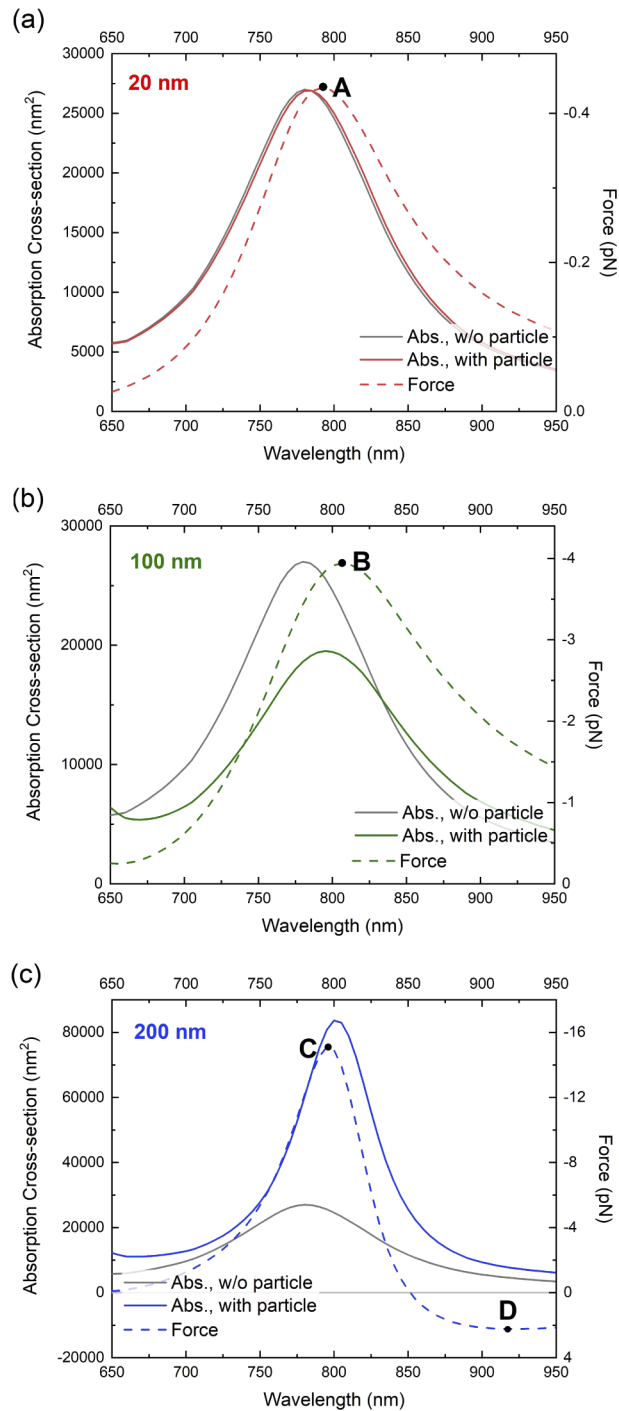 (a)
650 700 750 800 850 900 950
30000
25000
20000
15000
10000
5000
0
Absorption Cross-section (nm²)
20 nm
A
-0.4
-0.2
0.0
Force (pN)
Abs., w/o particle
Abs., with particle
Force
650 700 750 800 850 900 950
Wavelength (nm)
(b)
650 700 750 800 850 900 950
30000
20000
10000
0
Absorption Cross-section (nm²)
100 nm
B
-4
-3
-2
-1
0
Force (pN)
Abs., w/o particle
Abs., with particle
Force
650 700 750 800 850 900 950
Wavelength (nm)
(c)
650 700 750 800 850 900 950
80000
60000
40000
20000
0
-20000
Absorption Cross-section (nm²)
200 nm
C
-16
-12
-8
-4
0
4
Force (pN)
Abs., w/o particle
Abs., with particle
Force
D
650 700 750 800 850 900 950
Wavelength (nm)